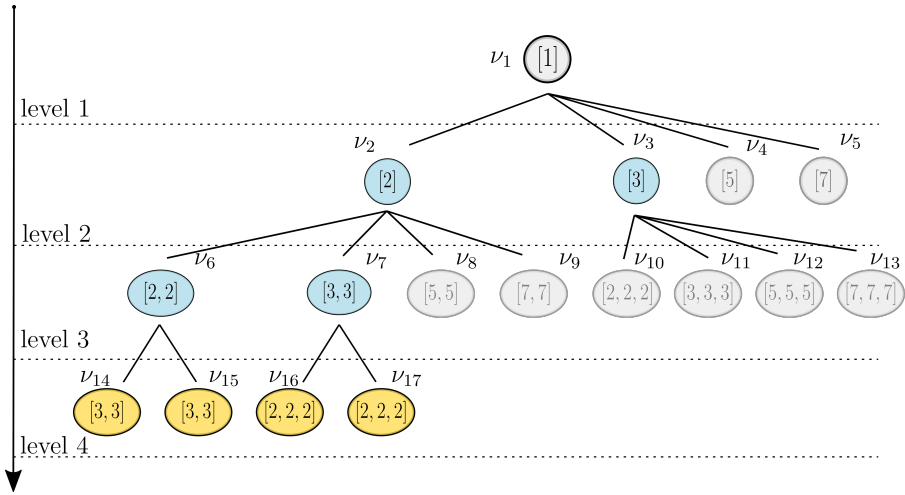 ν1 [1]
level 1
ν2 ν3 ν4 ν5
[2] [3] [5] [7]
level 2
ν6 ν7 ν8 ν9 ν10 ν11 ν12 ν13
[2, 2] [3, 3] [5, 5] [7, 7] [2, 2, 2] [3, 3, 3] [5, 5, 5] [7, 7, 7]
level 3
ν14 ν15 ν16 ν17
[3, 3] [3, 3] [2, 2, 2] [2, 2, 2]
level 4